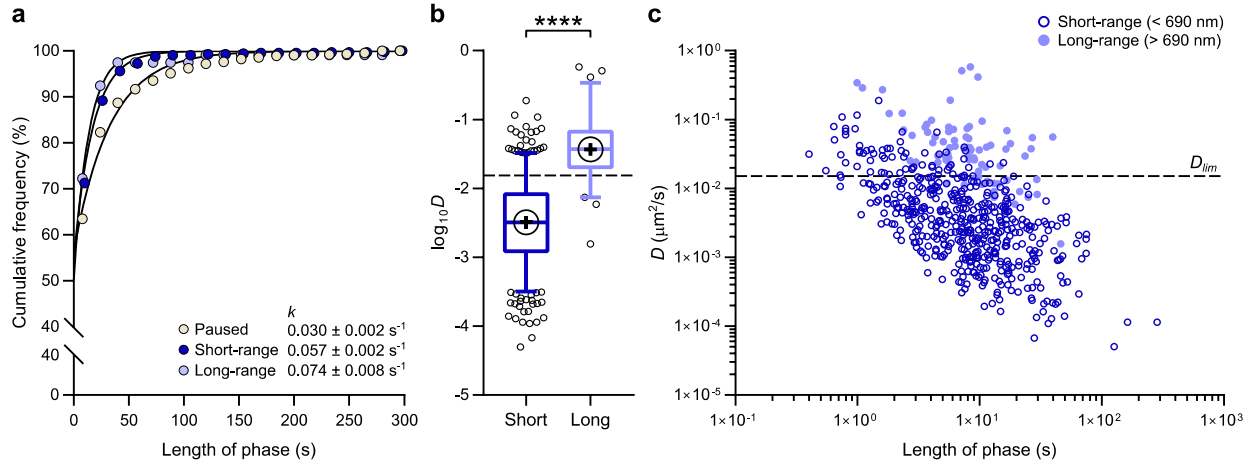 a
Cumulative frequency (%)
100
90
80
70
60
50
40
40
0
k
Paused 0.030 ± 0.002 s⁻¹
Short-range 0.057 ± 0.002 s⁻¹
Long-range 0.074 ± 0.008 s⁻¹
0 50 100 150 200 250 300
Length of phase (s)
b
****
log₁₀D
0
-1
-2
-3
-4
-5
Short Long
c
Short-range (< 690 nm)
Long-range (> 690 nm)
D (μm²/s)
1×10⁰
1×10⁻¹
1×10⁻²
1×10⁻³
1×10⁻⁴
1×10⁻⁵
Dₗᵢₘ
1×10⁻¹ 1×10⁰ 1×10¹ 1×10² 1×10³
Length of phase (s)